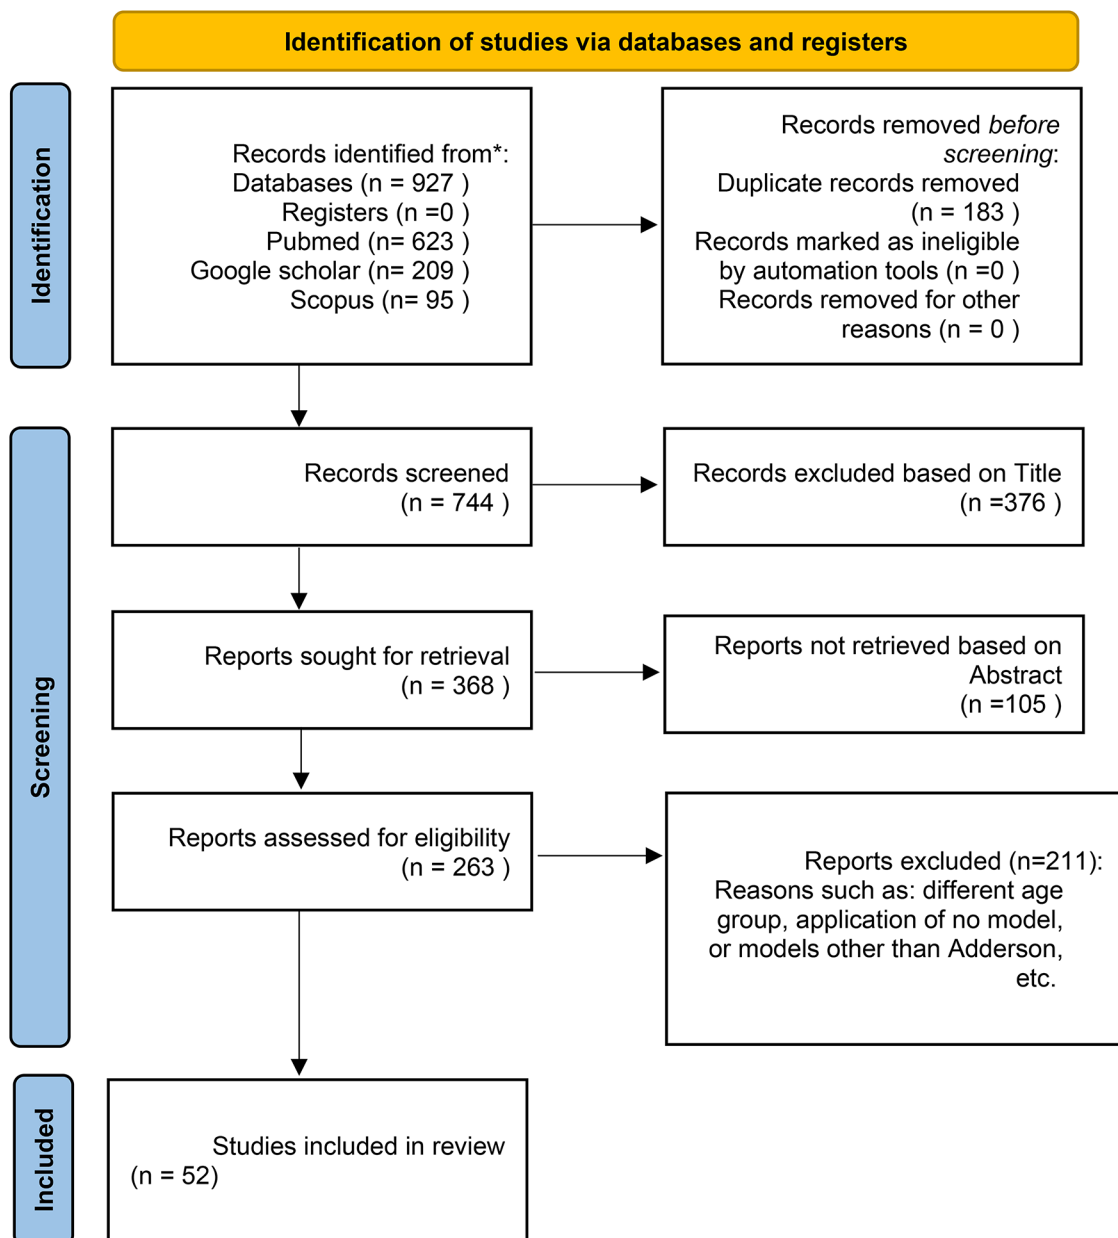 Identification of studies via databases and registers
Identification
Records identified from*:
Databases (n = 927 )
Registers (n =0 )
Pubmed (n= 623 )
Google scholar (n= 209 )
Scopus (n= 95 )
Records removed before
screening:
Duplicate records removed
(n = 183 )
Records marked as ineligible
by automation tools (n =0 )
Records removed for other
reasons (n = 0 )
Screening
Records screened
(n = 744 )
Records excluded based on Title
(n =376 )
Reports sought for retrieval
(n = 368 )
Reports not retrieved based on
Abstract
(n =105 )
Reports assessed for eligibility
(n = 263 )
Reports excluded (n=211):
Reasons such as: different age
group, application of no model,
or models other than Adderson,
etc.
Included
Studies included in review
(n = 52)